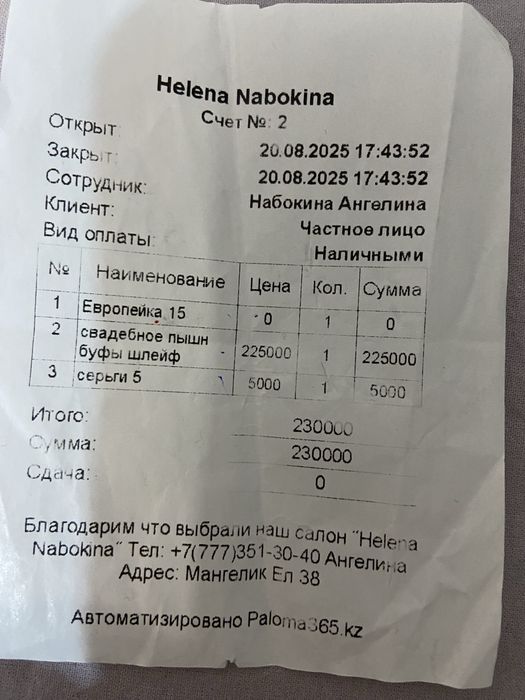 Helena Nabokina
Счет №: 2
Открыт: 20.08.2025 17:43:52
Закрыт: 20.08.2025 17:43:52
Сотрудник: Набокина Ангелина
Клиент: Частное лицо
Вид оплаты: Наличными
№ Наименование Цена Кол. Сумма
1 Европейка 15 0 1 0
2 свадебное пышн
буфы шлейф 225000 1 225000
3 серьги 5 5000 1 5000
Итого: 230000
Сумма: 230000
Сдача: 0
Благодарим что выбрали наш салон "Helena
Nabokina" Тел: +7(777)351-30-40 Ангелина
Адрес: Мангелик Ел 38
Автоматизировано Paloma365.kz